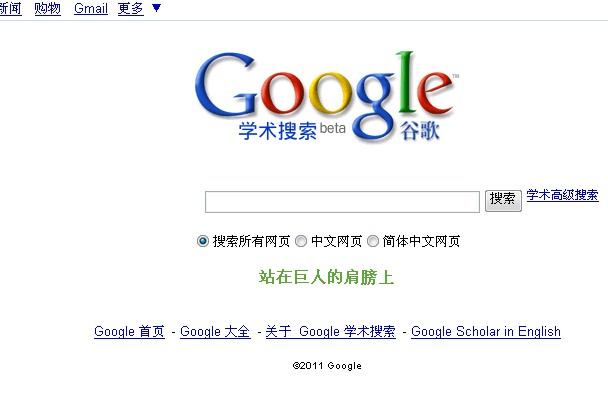 新闻 购物 Gmail 更多 ▼
Google™
学术搜索 beta 谷歌
搜索 学术高级搜索
搜索所有网页 中文网页 简体中文网页
站在巨人的肩膀上
Google 首页 - Google 大全 - 关于 Google 学术搜索 - Google Scholar in English
©2011 Google